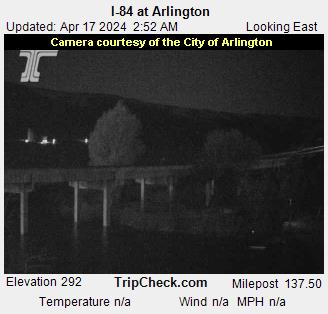 I-84 at Arlington
Updated: Apr 17 2024 2:52 AM Looking East
Camera courtesy of the City of Arlington
Elevation 292 TripCheck.com Milepost 137.50
Temperature n/a Wind n/a MPH n/a